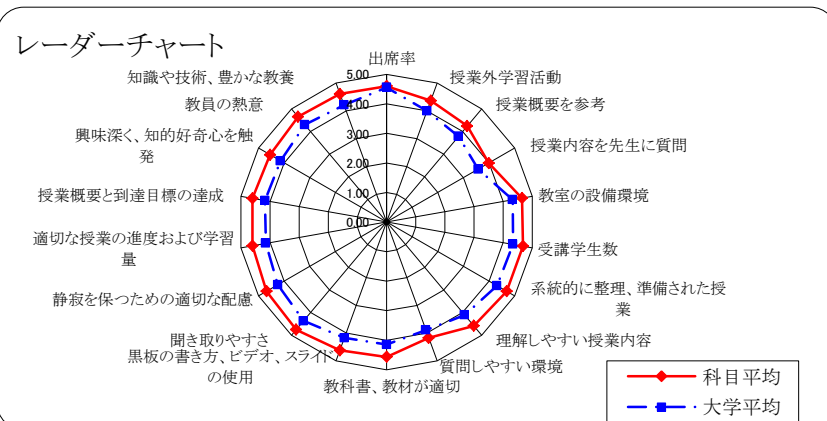 レーダーチャート
出席率
授業外学習活動
授業概要を参考
授業内容を先生に質問
教室の設備環境
受講学生数
系統的に整理、準備された授
業
理解しやすい授業内容
質問しやすい環境
教科書、教材が適切
黒板の書き方、ビデオ、スライド
の使用
聞き取りやすさ
静寂を保つための適切な配慮
適切な授業の進度および学習
量
授業概要と到達目標の達成
興味深く、知的好奇心を触
発
教員の熱意
知識や技術、豊かな教養
5.00
4.00
3.00
2.00
1.00
0.00
科目平均
大学平均